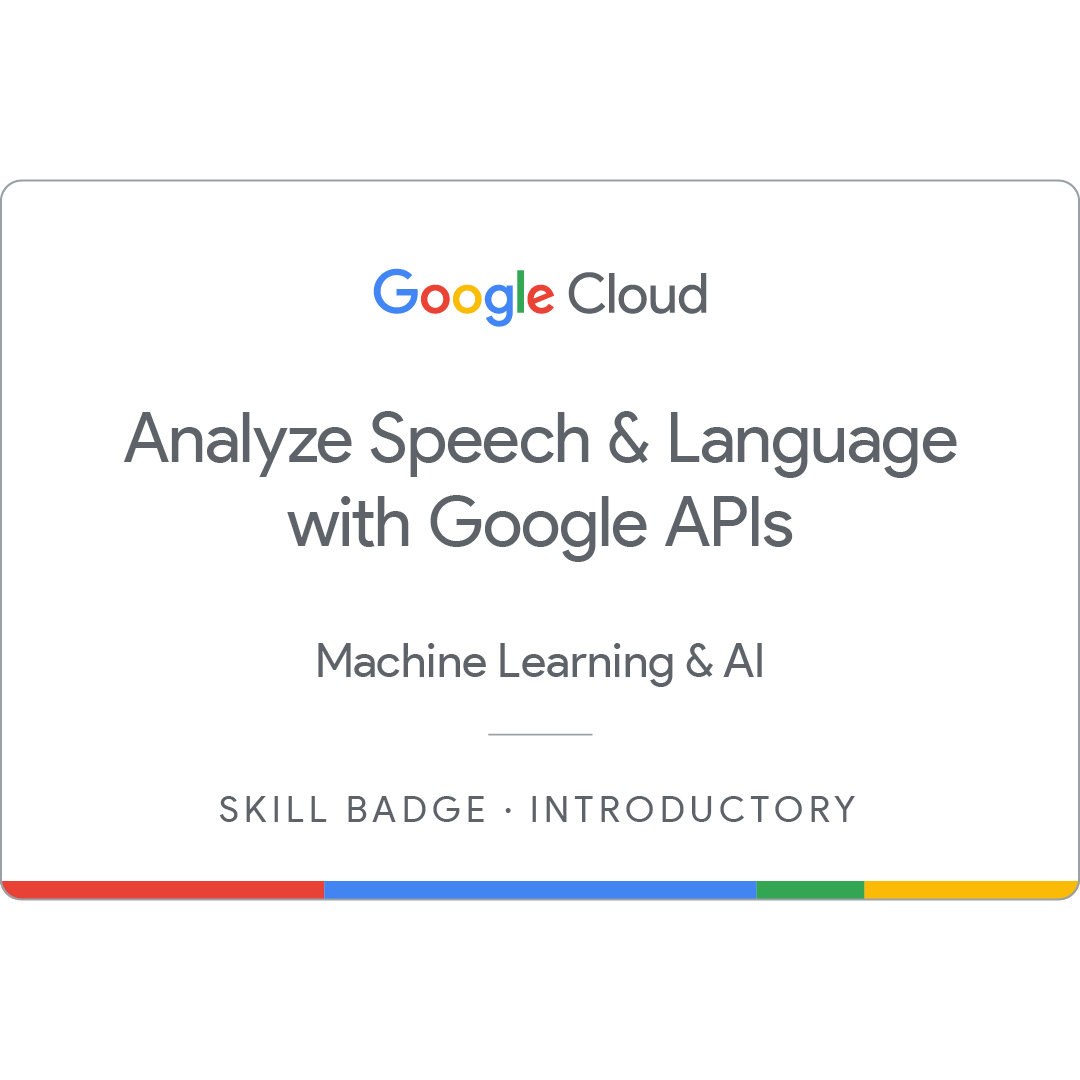 Google Cloud
Analyze Speech & Language
with Google APIs
Machine Learning & AI
SKILL BADGE · INTRODUCTORY